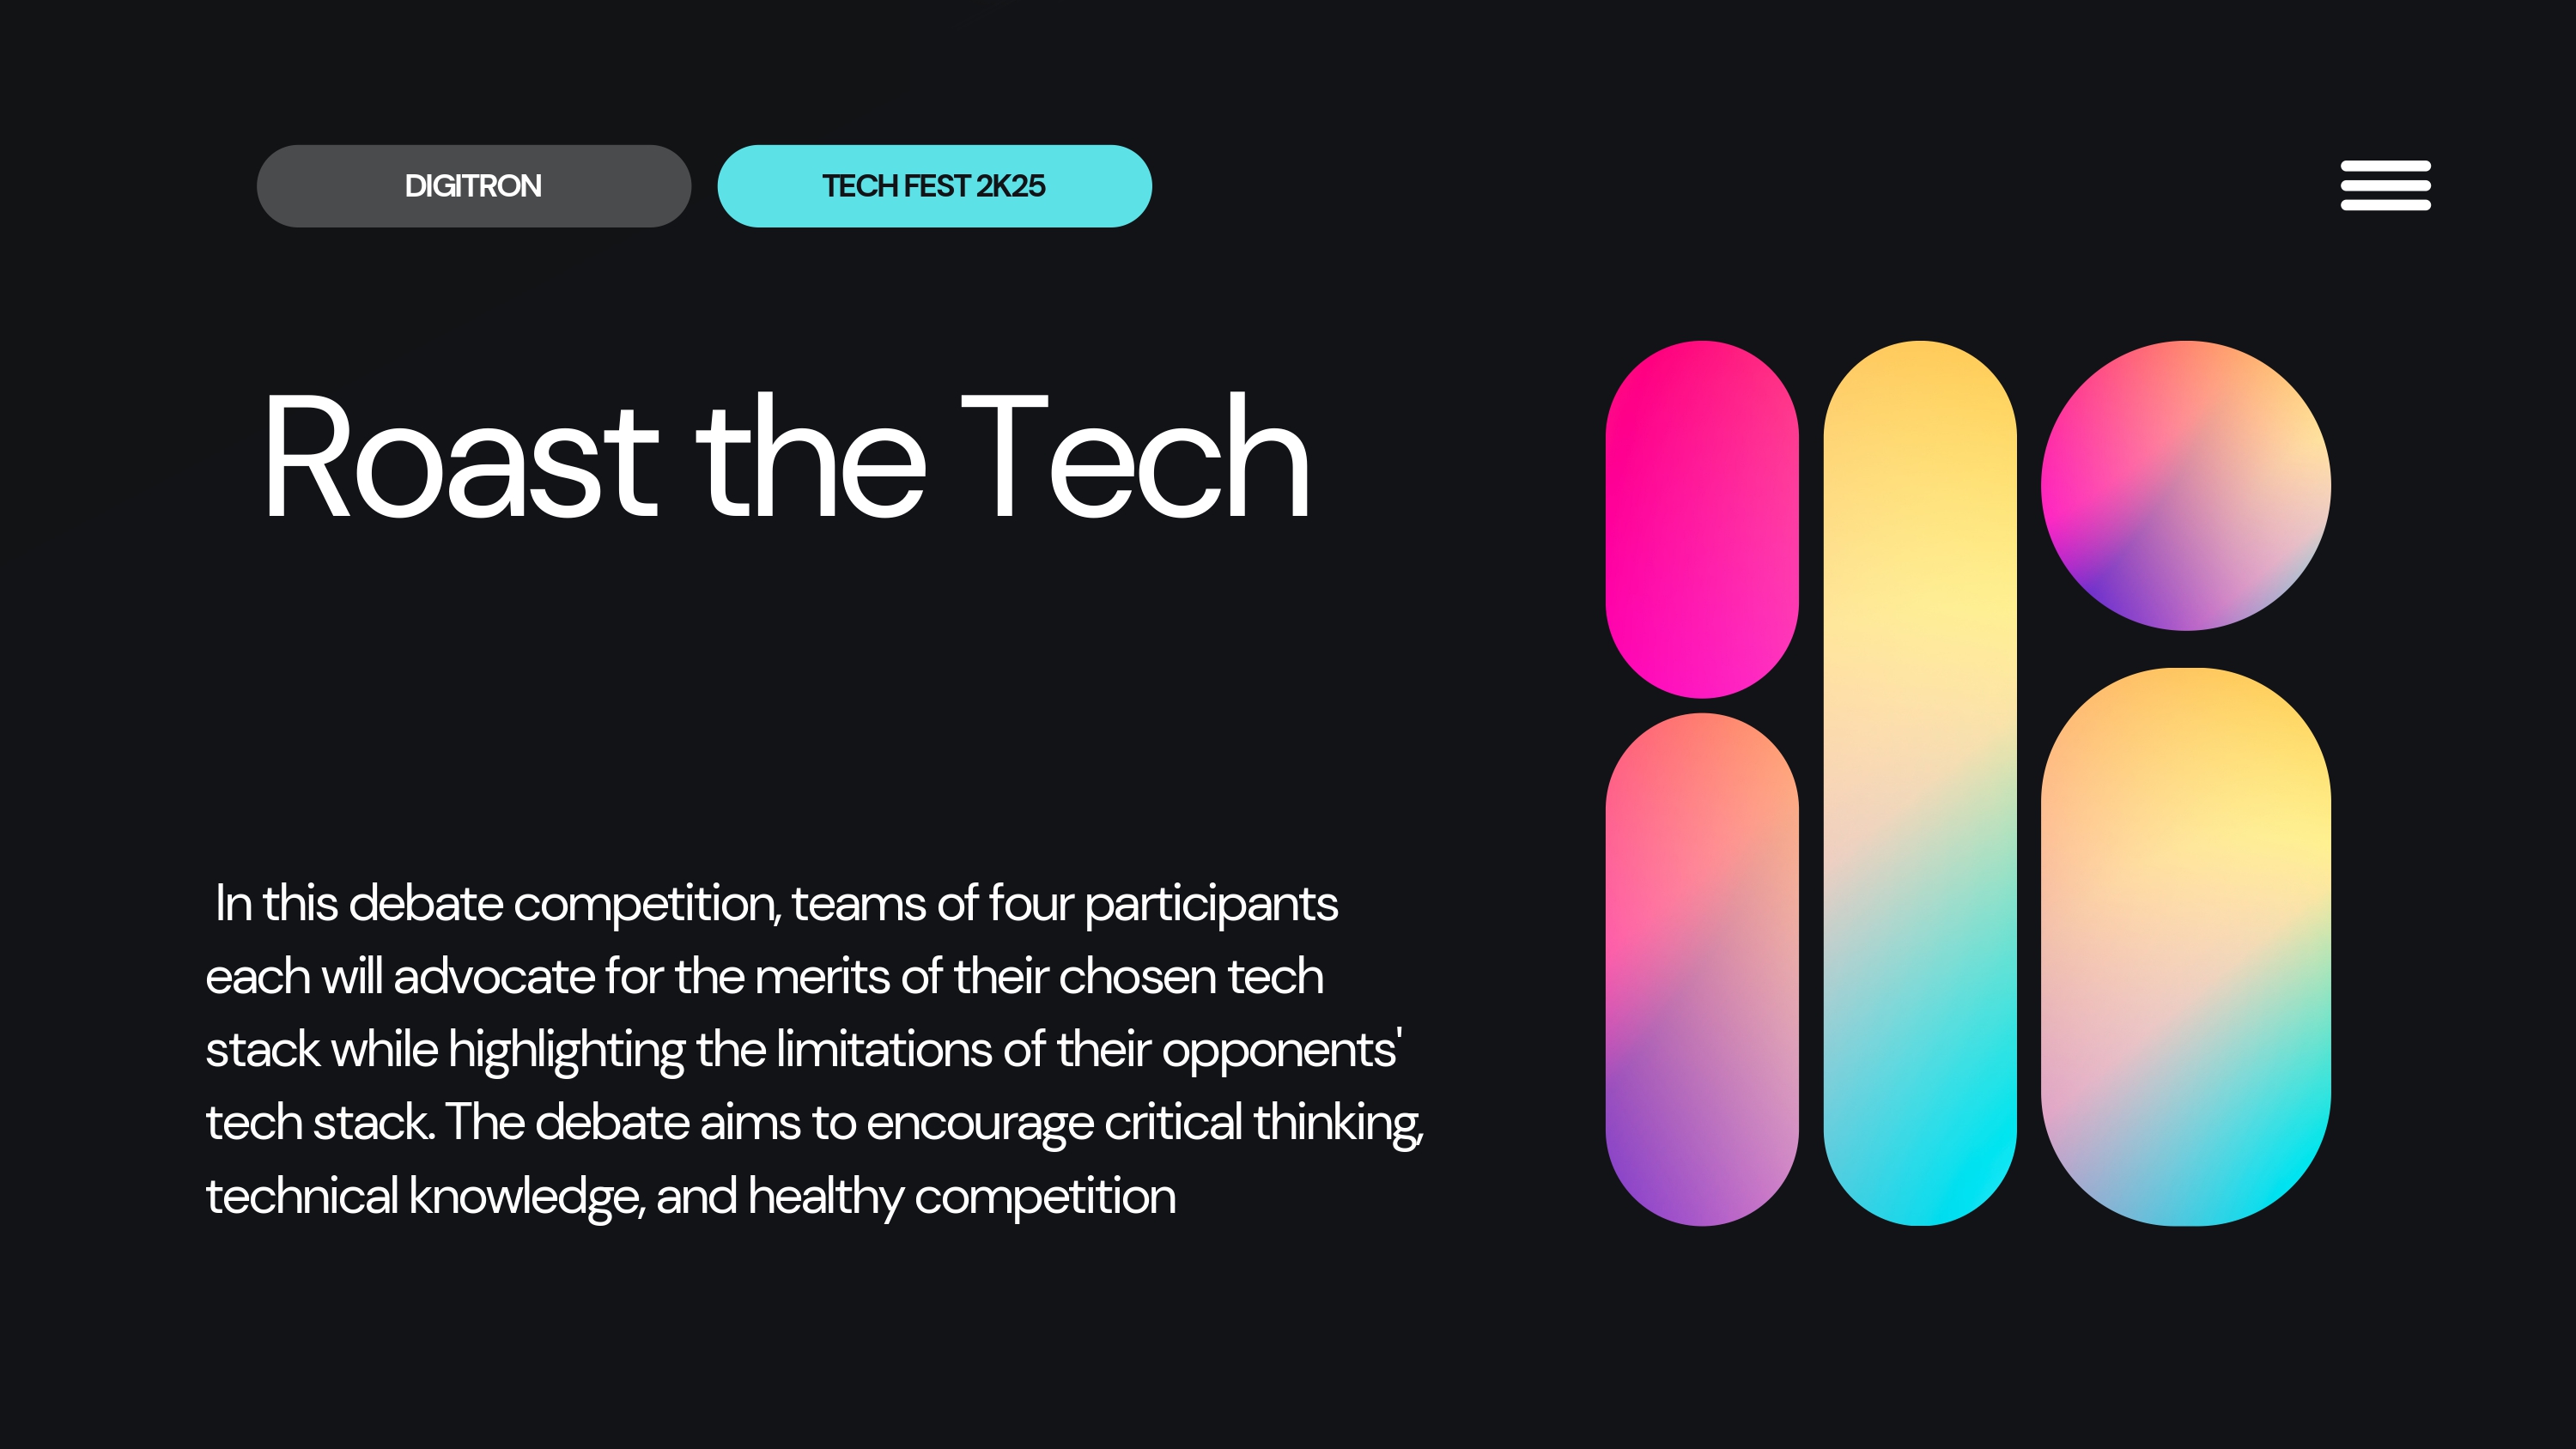 DIGITRON
TECH FEST 2K25
Roast the Tech
In this debate competition, teams of four participants
each will advocate for the merits of their chosen tech
stack while highlighting the limitations of their opponents'
tech stack. The debate aims to encourage critical thinking,
technical knowledge, and healthy competition